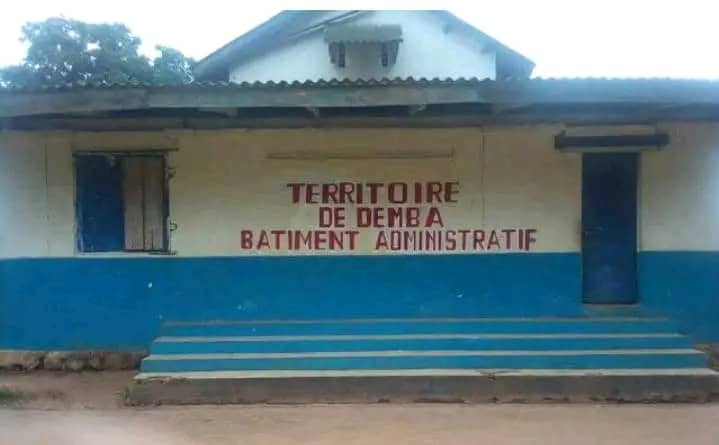 TERRITOIRE
DE DEMBA
BATIMENT ADMINISTRATIF